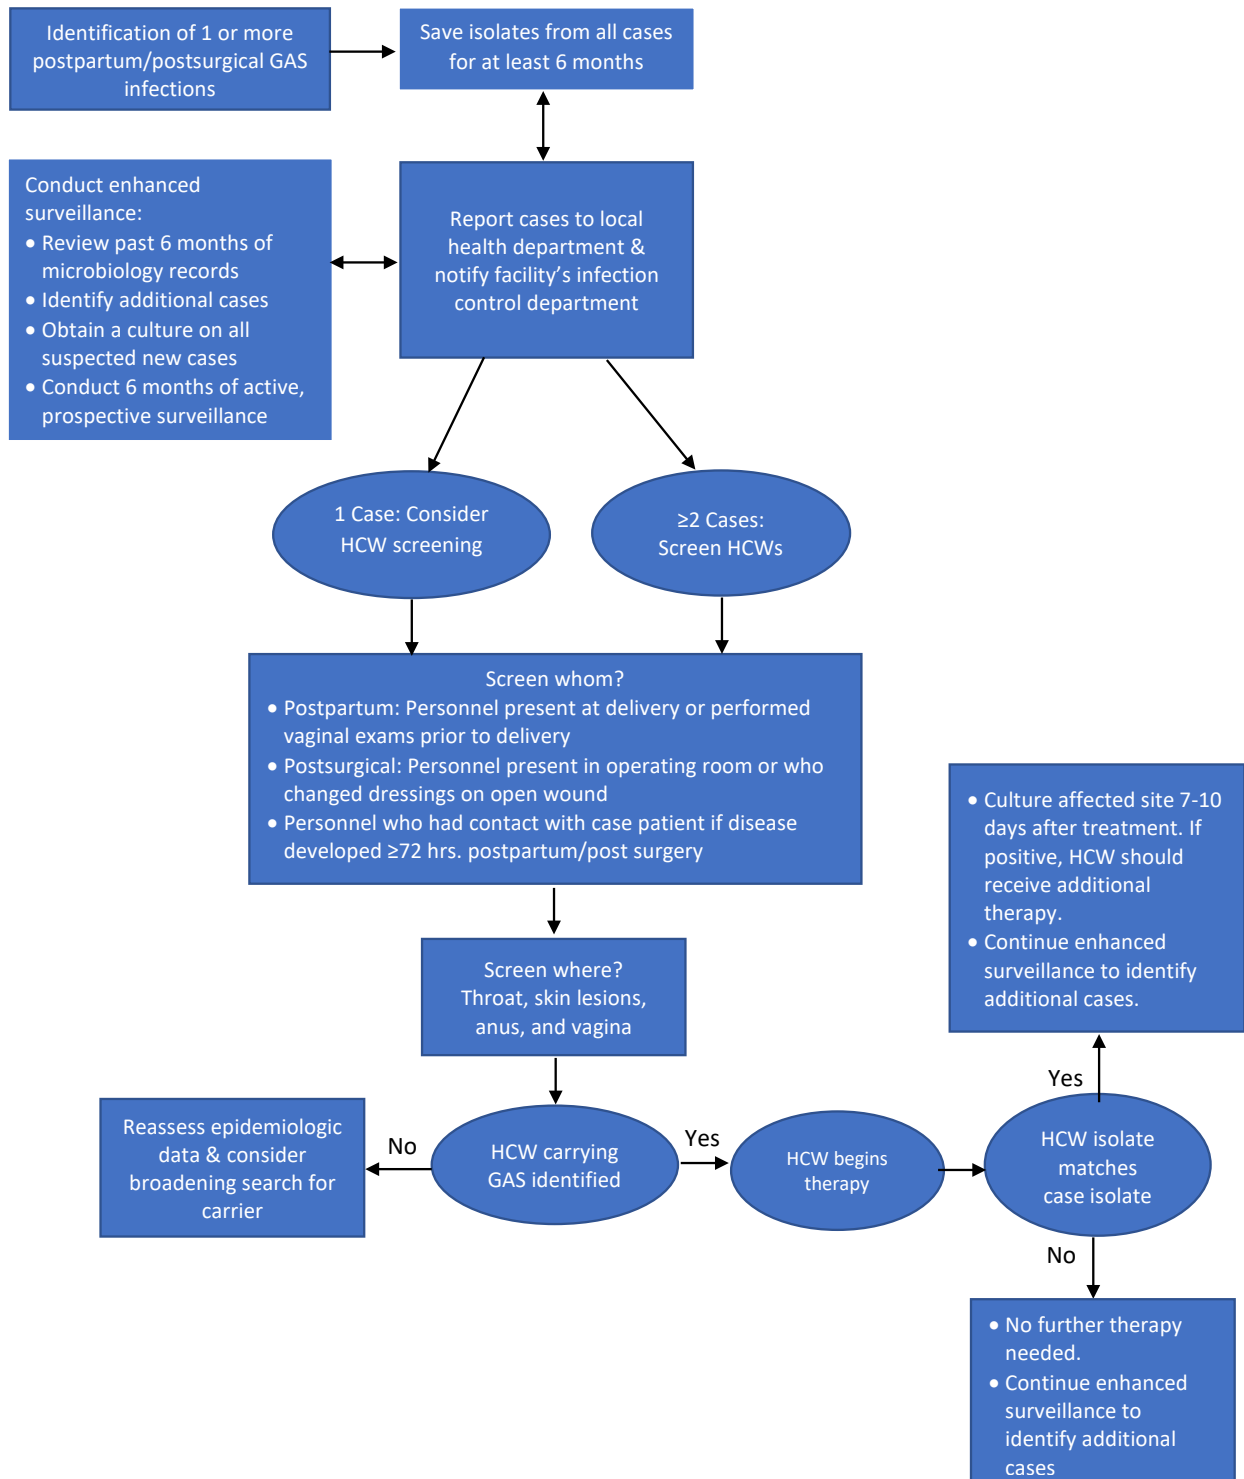 Identification of 1 or more
postpartum/postsurgical GAS
infections
Save isolates from all cases
for at least 6 months
Conduct enhanced
surveillance:
• Review past 6 months of
microbiology records
• Identify additional cases
• Obtain a culture on all
suspected new cases
• Conduct 6 months of active,
prospective surveillance
Report cases to local
health department &
notify facility’s infection
control department
1 Case: Consider
HCW screening
≥2 Cases:
Screen HCWs
Screen whom?
• Postpartum: Personnel present at delivery or performed
vaginal exams prior to delivery
• Postsurgical: Personnel present in operating room or who
changed dressings on open wound
• Personnel who had contact with case patient if disease
developed ≥72 hrs. postpartum/post surgery
Screen where?
Throat, skin lesions,
anus, and vagina
HCW carrying
GAS identified
No
Reassess epidemiologic
data & consider
broadening search for
carrier
Yes
HCW begins
therapy
HCW isolate
matches
case isolate
Yes
• Culture affected site 7-10
days after treatment. If
positive, HCW should
receive additional
therapy.
• Continue enhanced
surveillance to identify
additional cases.
No
• No further therapy
needed.
• Continue enhanced
surveillance to
identify additional
cases